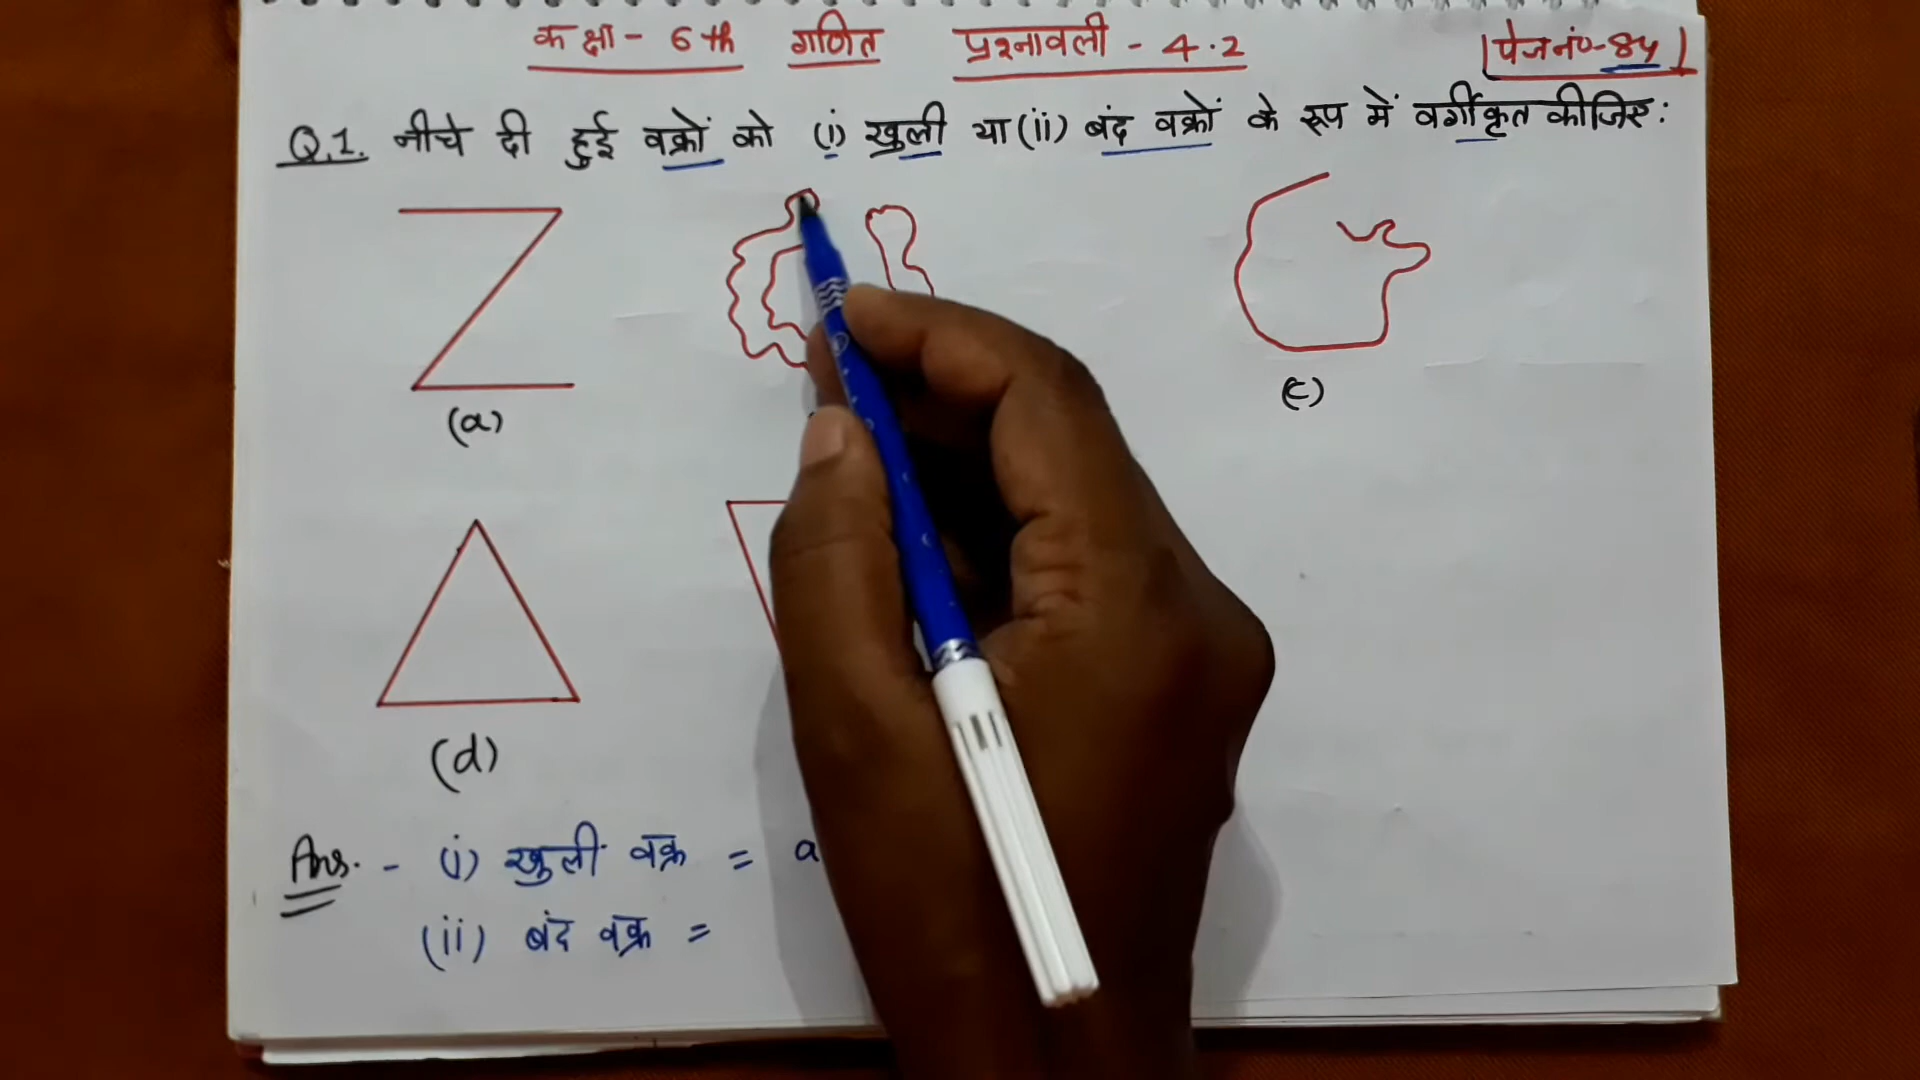 कक्षा - 6th गणित प्रश्नावली - 4.2 पेज नं०-84
Q.1. नीचे दी हुई वक्रों को (i) खुली या (ii) बंद वक्रों के रूप में वर्गीकृत कीजिए:
(a) (c)
(d)
Ans. - (i) खुली वक्र = a
(ii) बंद वक्र =